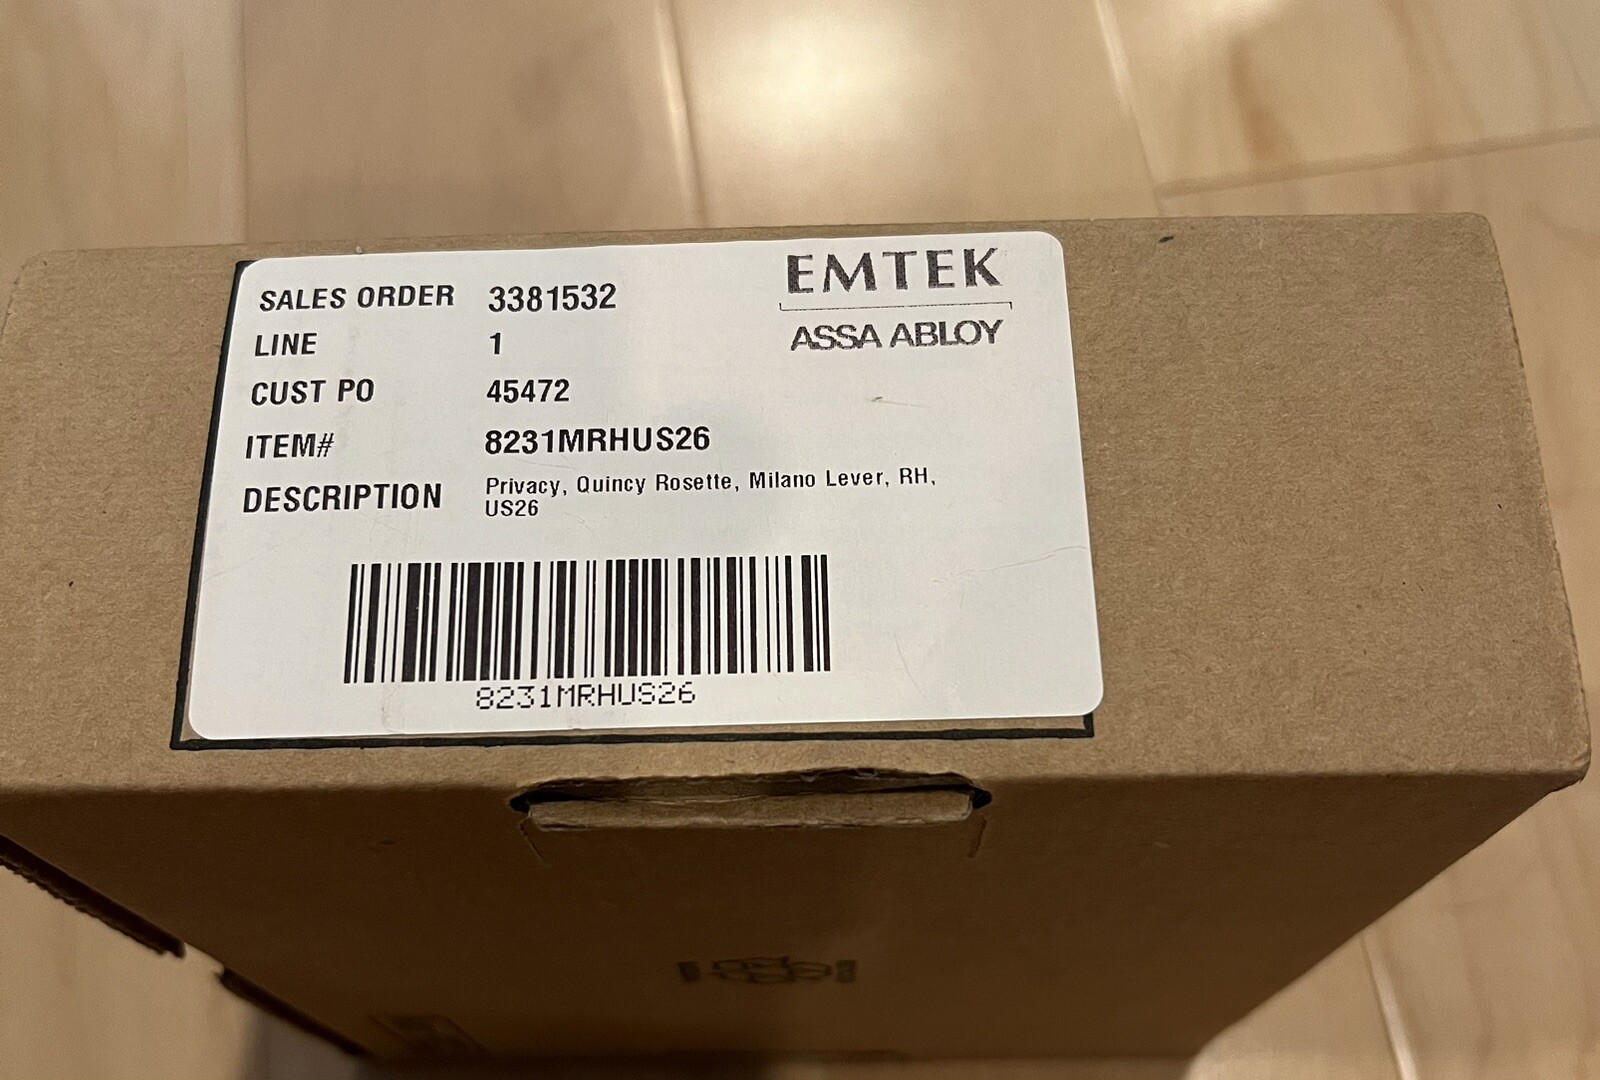 EMTEK
ASSA ABLOY
SALES ORDER 3381532
LINE 1
CUST PO 45472
ITEM# 8231MRHUS26
DESCRIPTION Privacy, Quincy Rosette, Milano Lever, RH,
US26
8231MRHUS26